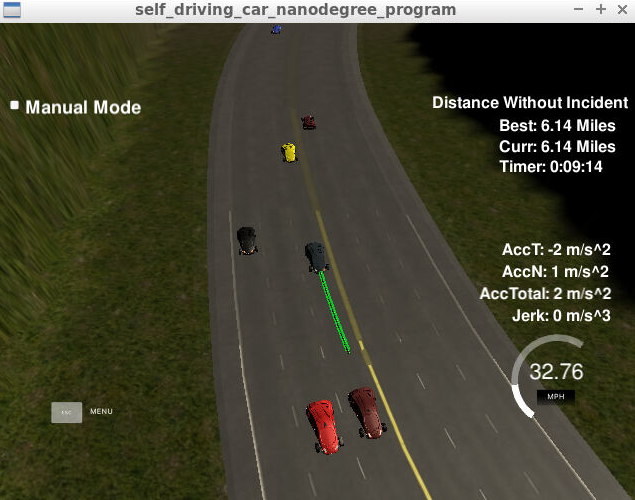 self_driving_car_nanodegree_program
Manual Mode
Distance Without Incident
Best: 6.14 Miles
Curr: 6.14 Miles
Timer: 0:09:14
AccT: -2 m/s^2
AccN: 1 m/s^2
AccTotal: 2 m/s^2
Jerk: 0 m/s^3
32.76
MPH
ESC
MENU